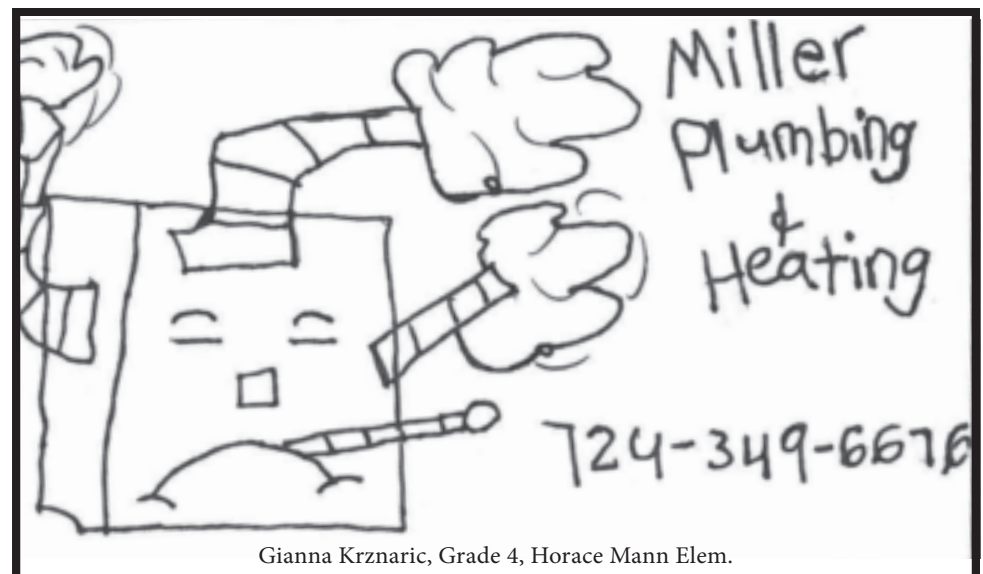 Miller
Plumbing
&
Heating
724-349-6676
Gianna Krznaric, Grade 4, Horace Mann Elem.